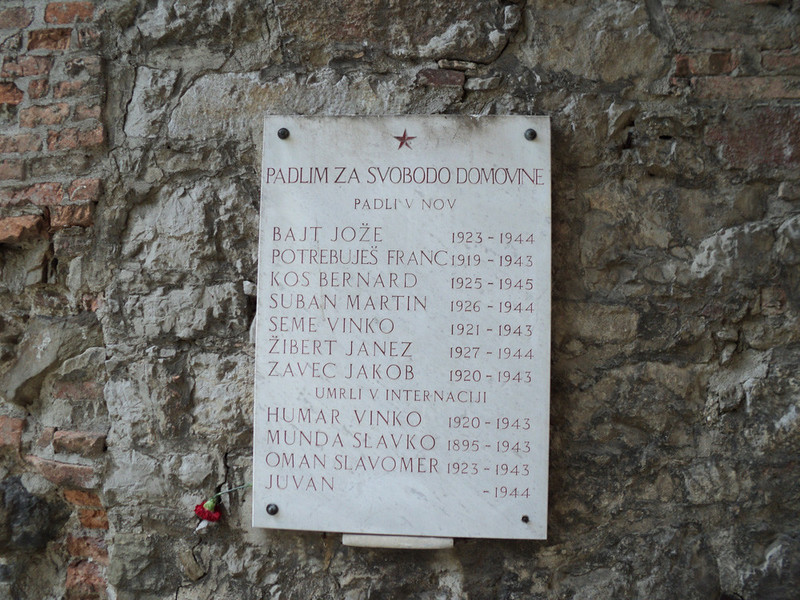 PADLIM ZA SVOBODO DOMOVINE
PADLI V NOV
BAJT JOŽE 1923 - 1944
POTREBUJEŠ FRANC 1919 - 1943
KOS BERNARD 1925 - 1945
SUBAN MARTIN 1926 - 1944
SEME VINKO 1921 - 1943
ŽIBERT JANEZ 1927 - 1944
ZAVEC JAKOB 1920 - 1943
UMRLI V INTERNACIJI
HUMAR VINKO 1920 - 1943
MUNDA SLAVKO 1895 - 1943
OMAN SLAVOMER 1923 - 1943
JUVAN - 1944